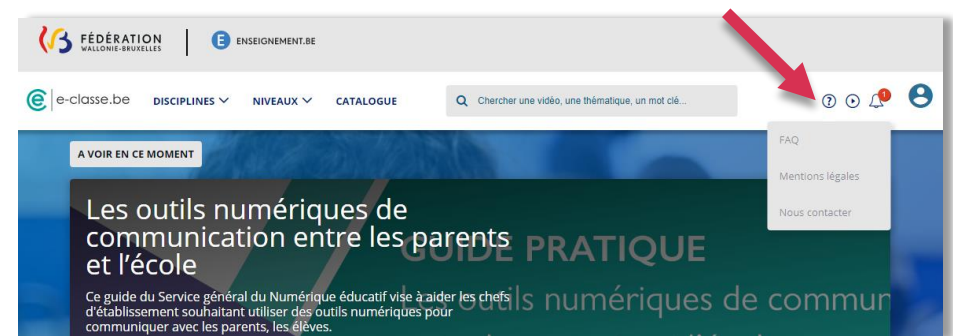 FÉDÉRATION
WALLONIE-BRUXELLES
E ENSEIGNEMENT.BE
e e-classe.be DISCIPLINES NIVEAUX CATALOGUE Chercher une vidéo, une thématique, un mot clé... ? 1
FAQ
Mentions légales
Nous contacter
A VOIR EN CE MOMENT
Les outils numériques de
communication entre les parents
et l'école
Ce guide du Service général du Numérique éducatif vise à aider les chefs
d'établissement souhaitant utiliser des outils numériques pour
communiquer avec les parents, les élèves.
GUIDE PRATIQUE
Les outils numériques de commun